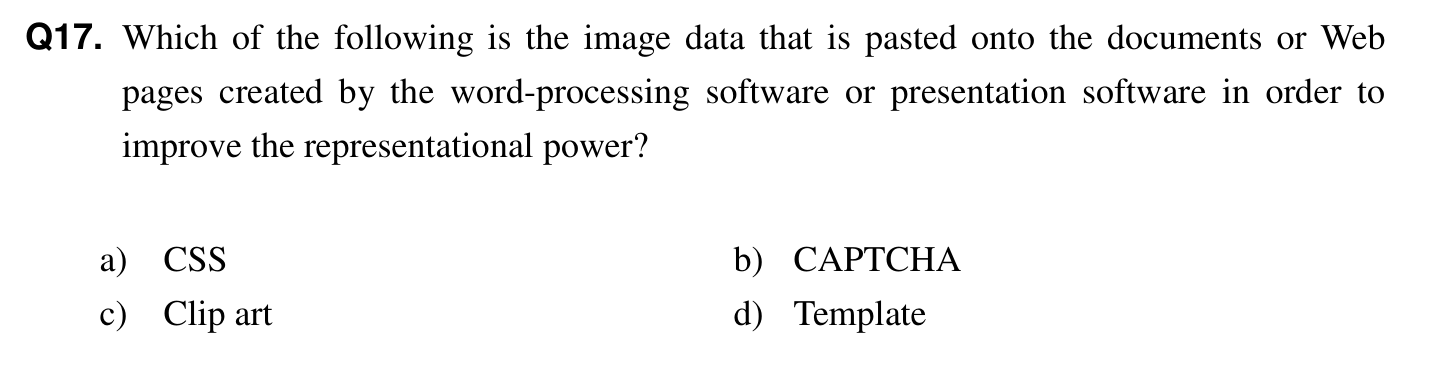 Q17. Which of the following is the image data that is pasted onto the documents or Web
pages created by the word-processing software or presentation software in order to
improve the representational power?
a) CSS b) CAPTCHA
c) Clip art d) Template